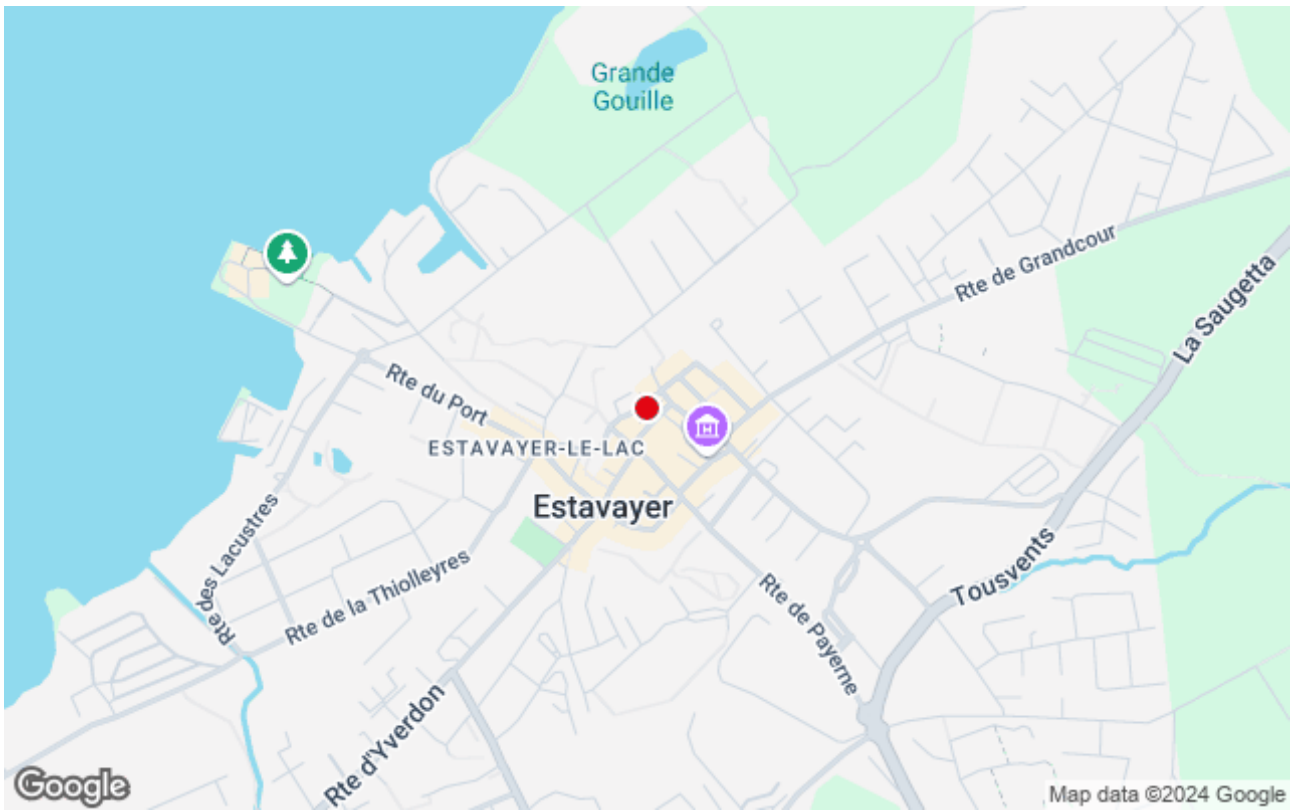 Grande
Gouille
Rte de Grandcour
La Saugetta
Rte du Port
ESTAVAYER-LE-LAC
Estavayer
Rte des Lacustres
Rte de la Thiolleyres
Tousvents
Rte de Payerne
Rte d'Yverdon
H
Google
Map data ©2024 Google